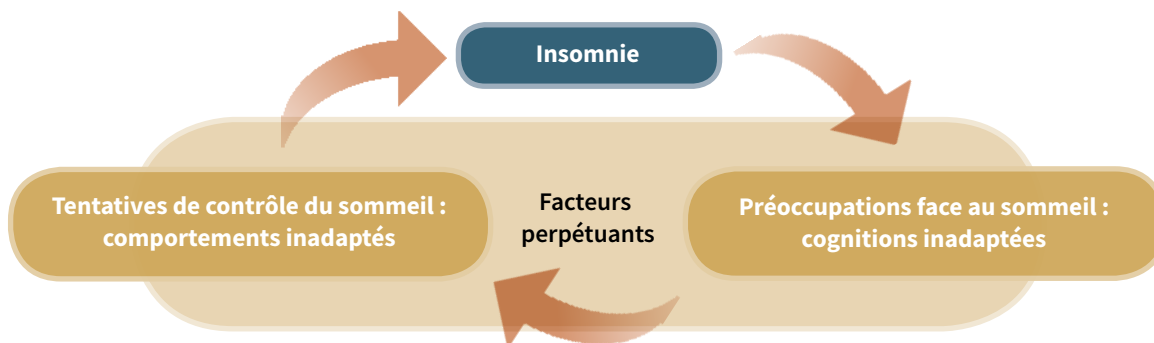 Insomnie
Tentatives de contrôle du sommeil :
comportements inadaptés
Facteurs
perpétuants
Préoccupations face au sommeil :
cognitions inadaptées